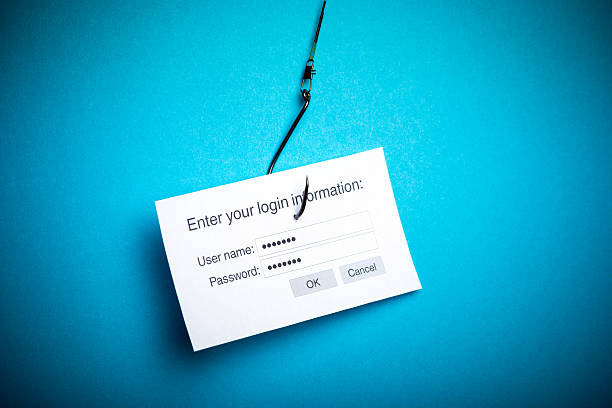 Enter your login information:
User name: •••••••
Password: •••••••
OK Cancel